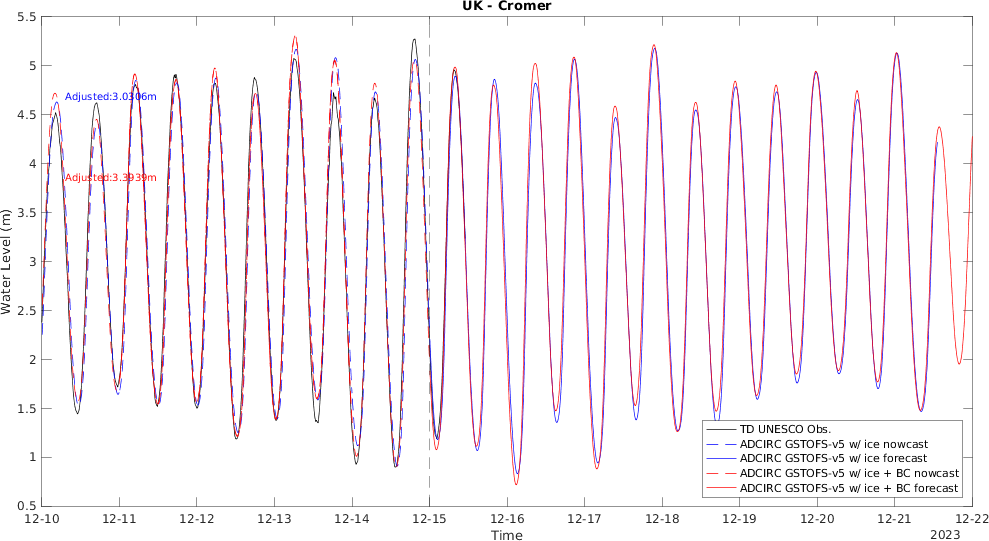 UK - Cromer
5.5
5
4.5
4
3.5
3
2.5
2
1.5
1
0.5
Water Level (m)
Adjusted:3.0306m
Adjusted:3.3939m
TD UNESCO Obs.
ADCIRC GSTOFS-v5 w/ ice nowcast
ADCIRC GSTOFS-v5 w/ ice forecast
ADCIRC GSTOFS-v5 w/ ice + BC nowcast
ADCIRC GSTOFS-v5 w/ ice + BC forecast
12-10 12-11 12-12 12-13 12-14 12-15 12-16 12-17 12-18 12-19 12-20 12-21 12-22
Time
2023